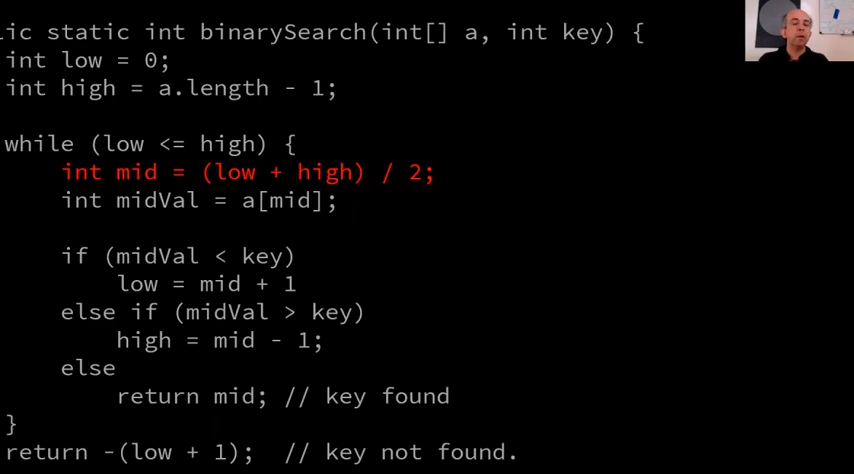 lic static int binarySearch(int[] a, int key) {
int low = 0;
int high = a.length - 1;
while (low <= high) {
int mid = (low + high) / 2;
int midVal = a[mid];
if (midVal < key)
low = mid + 1
else if (midVal > key)
high = mid - 1;
else
return mid; // key found
}
return -(low + 1); // key not found.